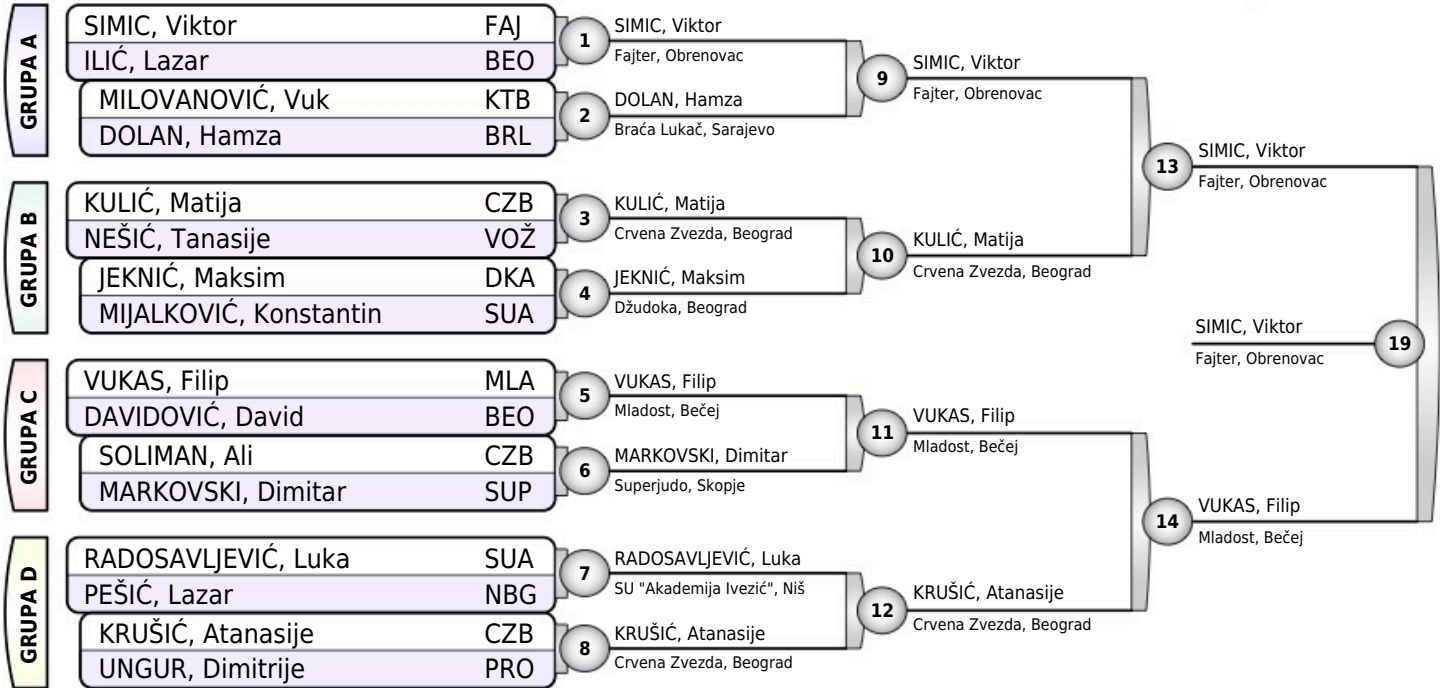 GRUPA A
SIMIC, Viktor FAJ
ILIĆ, Lazar BEO
MILOVANOVIĆ, Vuk KTB
DOLAN, Hamza BRL
GRUPA B
KULIĆ, Matija CZB
NEŠIĆ, Tanasije VOŽ
JEKNIĆ, Maksim DKA
MIJALKOVIĆ, Konstantin SUA
GRUPA C
VUKAS, Filip MLA
DAVIDOVIĆ, David BEO
SOLIMAN, Ali CZB
MARKOVSKI, Dimitar SUP
GRUPA D
RADOSAVLJEVIĆ, Luka SUA
PEŠIĆ, Lazar NBG
KRUŠIĆ, Atanasije CZB
UNGUR, Dimitrije PRO
1
SIMIC, Viktor
Fajter, Obrenovac
2
DOLAN, Hamza
Braća Lukač, Sarajevo
3
KULIĆ, Matija
Crvena Zvezda, Beograd
4
JEKNIĆ, Maksim
Džudoka, Beograd
5
VUKAS, Filip
Mladost, Bečej
6
MARKOVSKI, Dimitar
Superjudo, Skopje
7
RADOSAVLJEVIĆ, Luka
SU "Akademija Ivezić", Niš
8
KRUŠIĆ, Atanasije
Crvena Zvezda, Beograd
9
SIMIC, Viktor
Fajter, Obrenovac
10
KULIĆ, Matija
Crvena Zvezda, Beograd
11
VUKAS, Filip
Mladost, Bečej
12
KRUŠIĆ, Atanasije
Crvena Zvezda, Beograd
13
SIMIC, Viktor
Fajter, Obrenovac
14
VUKAS, Filip
Mladost, Bečej
SIMIC, Viktor
Fajter, Obrenovac
19